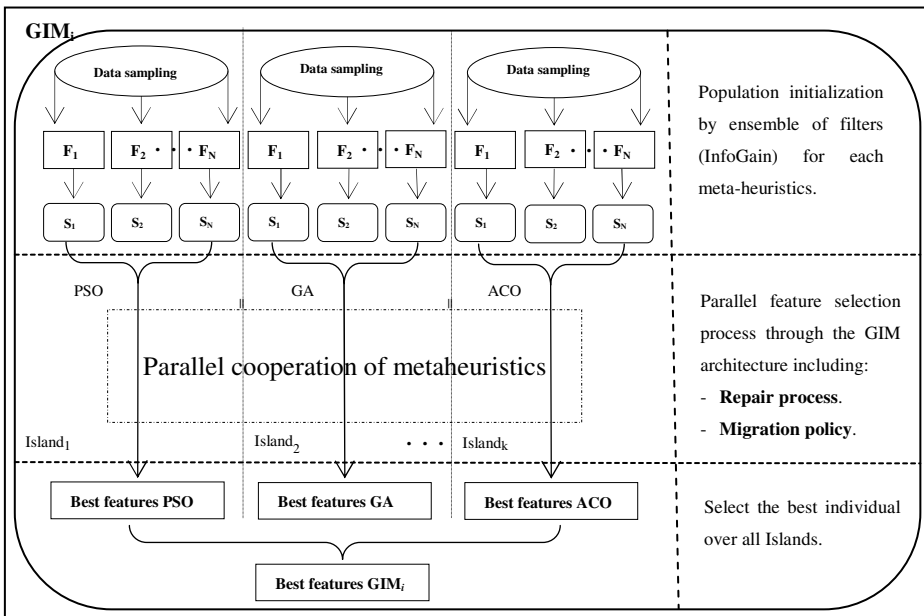 GIMi
Data sampling Data sampling Data sampling
F1 F2 · · · FN F1 F2 · · · FN F1 F2 · · · FN
S1 S2 SN S1 S2 SN S1 S2 SN
Population initialization
by ensemble of filters
(InfoGain) for each
meta-heuristics.
PSO GA ACO
Parallel cooperation of metaheuristics
Island1 Island2 · · · Islandk
Parallel feature selection
process through the GIM
architecture including:
- Repair process.
- Migration policy.
Best features PSO Best features GA Best features ACO
Best features GIMi
Select the best individual
over all Islands.